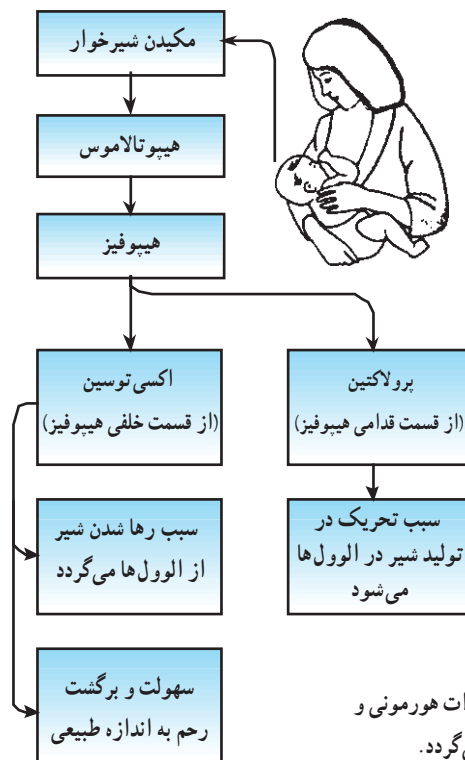 مکیدن شیرخوار
هیپوتالاموس
هیپوفیز
پرولاکتین
(از قسمت قدامی هیپوفیز)
اکسی‌توسین
(از قسمت خلفی هیپوفیز)
سبب تحریک در
تولید شیر در الوول‌ها
می‌شود
سبب رها شدن شیر
از الوول‌ها می‌گردد
سهولت و برگشت
رحم به اندازه طبیعی
هورمونی و